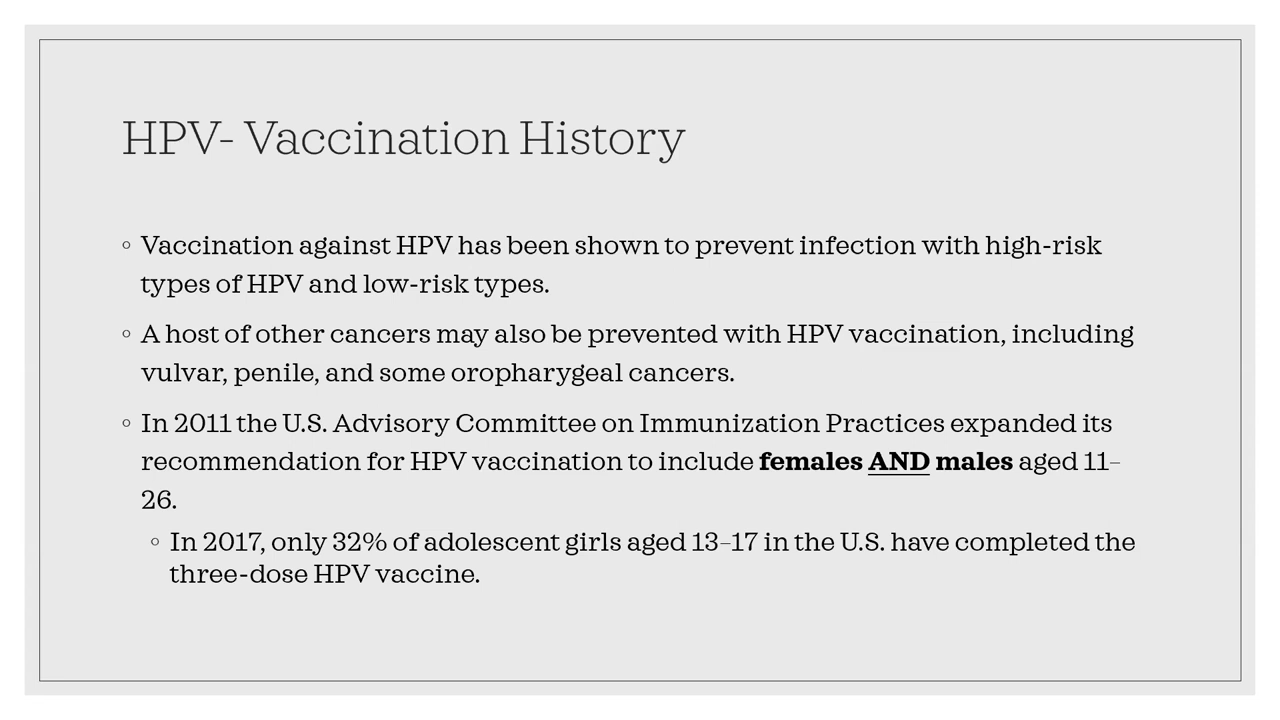 HPV- Vaccination History
◦ Vaccination against HPV has been shown to prevent infection with high-risk
types of HPV and low-risk types.
◦ A host of other cancers may also be prevented with HPV vaccination, including
vulvar, penile, and some oropharygeal cancers.
◦ In 2011 the U.S. Advisory Committee on Immunization Practices expanded its
recommendation for HPV vaccination to include females AND males aged 11–
26.
◦ In 2017, only 32% of adolescent girls aged 13–17 in the U.S. have completed the
three-dose HPV vaccine.